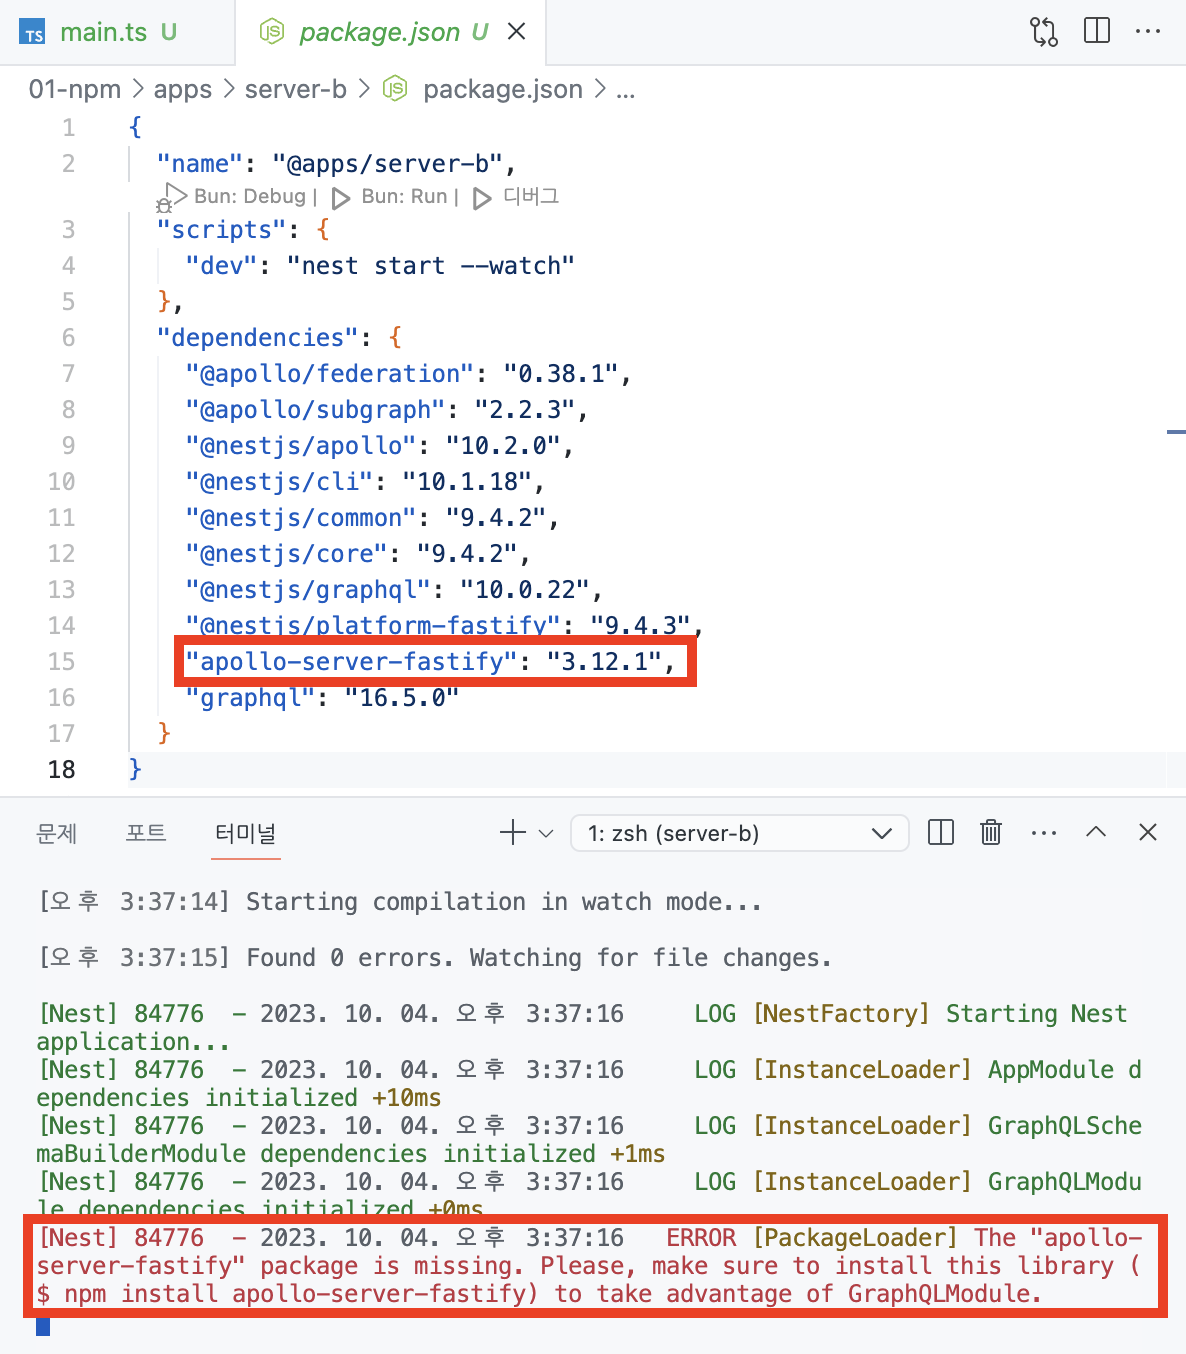 main.ts U
package.json U
01-npm > apps > server-b > package.json > ...
1 {
2 "name": "@apps/server-b",
Bun: Debug | Bun: Run | 디버그
3 "scripts": {
4 "dev": "nest start --watch"
5 },
6 "dependencies": {
7 "@apollo/federation": "0.38.1",
8 "@apollo/subgraph": "2.2.3",
9 "@nestjs/apollo": "10.2.0",
10 "@nestjs/cli": "10.1.18",
11 "@nestjs/common": "9.4.2",
12 "@nestjs/core": "9.4.2",
13 "@nestjs/graphql": "10.0.22",
14 "@nestjs/platform-fastify": "9.4.3",
15 "apollo-server-fastify": "3.12.1",
16 "graphql": "16.5.0"
17 }
18 }
문제 포트 터미널 1: zsh (server-b)
[오후 3:37:14] Starting compilation in watch mode...
[오후 3:37:15] Found 0 errors. Watching for file changes.
[Nest] 84776  - 2023. 10. 04. 오후 3:37:16     LOG [NestFactory] Starting Nest
application...
[Nest] 84776  - 2023. 10. 04. 오후 3:37:16     LOG [InstanceLoader] AppModule d
ependencies initialized +10ms
[Nest] 84776  - 2023. 10. 04. 오후 3:37:16     LOG [InstanceLoader] GraphQLSche
maBuilderModule dependencies initialized +1ms
[Nest] 84776  - 2023. 10. 04. 오후 3:37:16     LOG [InstanceLoader] GraphQLModu
le dependencies initialized +0ms
[Nest] 84776  - 2023. 10. 04. 오후 3:37:16   ERROR [PackageLoader] The "apollo-
server-fastify" package is missing. Please, make sure to install this library (
$ npm install apollo-server-fastify) to take advantage of GraphQLModule.